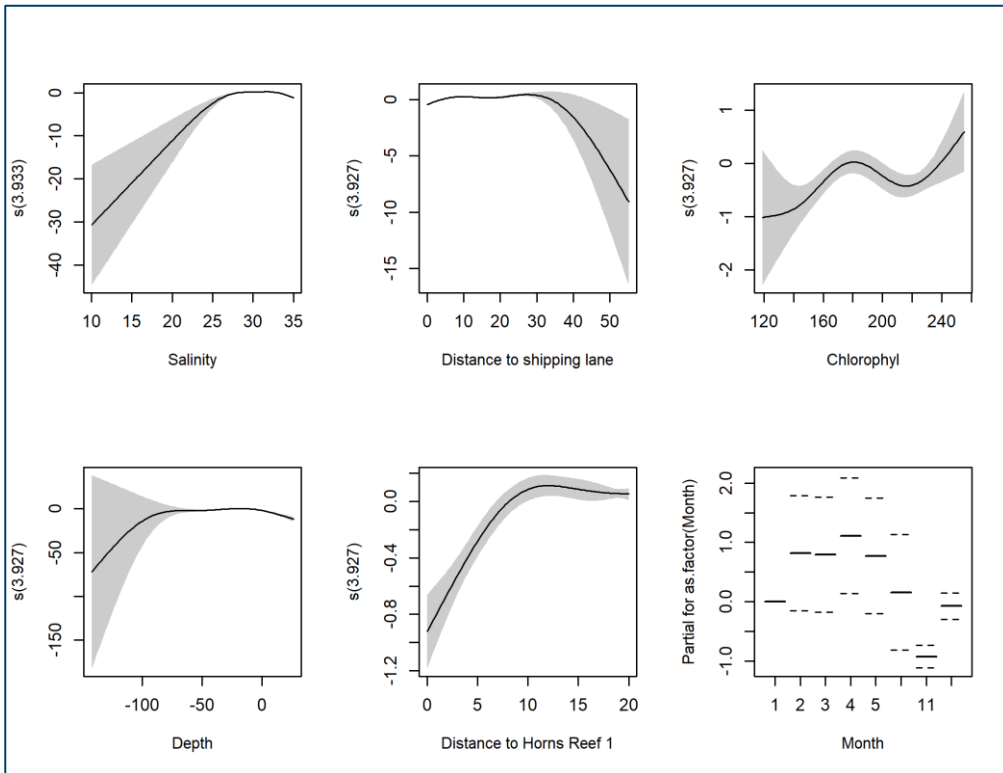 s(3.933)
0
-10
-20
-30
-40
10 15 20 25 30 35
Salinity
s(3.927)
0
-5
-10
-15
0 10 20 30 40 50
Distance to shipping lane
s(3.927)
1
0
-1
-2
120 160 200 240
Chlorophyl
s(3.927)
0
-50
-150
-100 -50 0
Depth
s(3.927)
0.0
-0.4
-0.8
-1.2
0 5 10 15 20
Distance to Horns Reef 1
Partial for as.factor(Month)
2.0
1.0
0.0
-1.0
1 2 3 4 5 11
Month